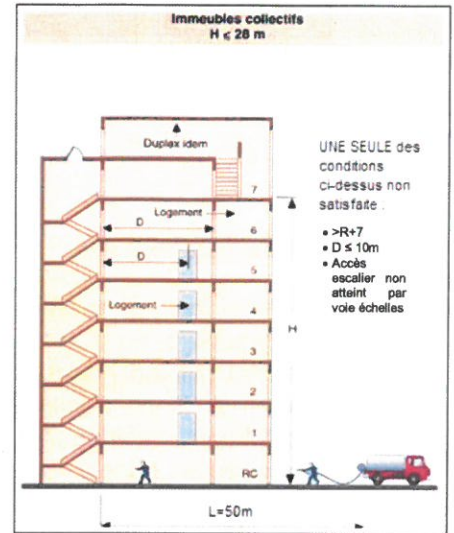 Immeubles collectifs
H ⩽ 28 m
Duplex idem
UNE SEULE des
conditions
ci-dessus non
satisfaite :
• >R+7
• D ≤ 10m
• Accès
escalier non
atteint par
voie échelles
7
Logement
D
6
D
5
Logement
4
H
3
2
1
RC
L=50m